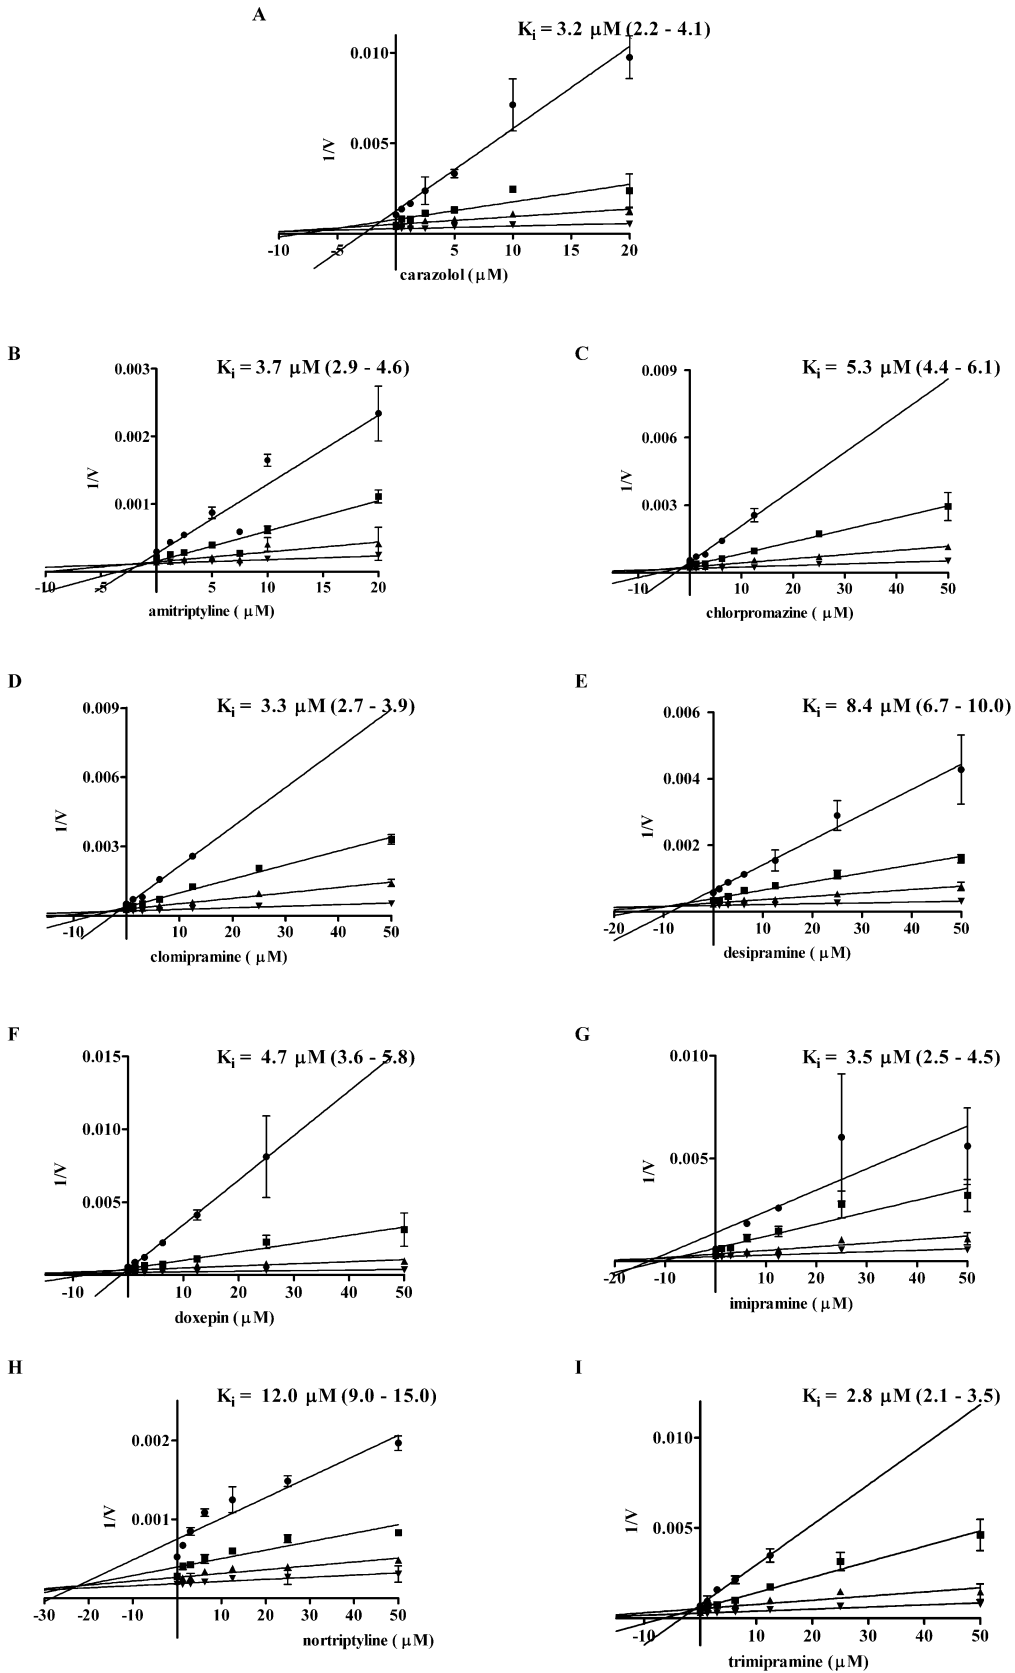 A
K_i = 3.2 μM (2.2 - 4.1)
0.010
0.005
1/V
-10 -5 5 10 15 20
carazolol ( μM)
B
K_i = 3.7 μM (2.9 - 4.6)
0.003
0.002
0.001
1/V
-10 -5 5 10 15 20
amitriptyline ( μM)
C
K_i = 5.3 μM (4.4 - 6.1)
0.009
0.006
0.003
1/V
-10 10 20 30 40 50
chlorpromazine ( μM)
D
K_i = 3.3 μM (2.7 - 3.9)
0.009
0.006
0.003
1/V
-10 10 20 30 40 50
clomipramine ( μM)
E
K_i = 8.4 μM (6.7 - 10.0)
0.006
0.004
0.002
1/V
-20 -10 10 20 30 40 50
desipramine ( μM)
F
K_i = 4.7 μM (3.6 - 5.8)
0.015
0.010
0.005
1/V
-10 10 20 30 40 50
doxepin ( μM)
G
K_i = 3.5 μM (2.5 - 4.5)
0.010
0.005
1/V
-20 -10 10 20 30 40 50
imipramine ( μM)
H
K_i = 12.0 μM (9.0 - 15.0)
0.002
0.001
1/V
-30 -20 -10 10 20 30 40 50
nortriptyline ( μM)
I
K_i = 2.8 μM (2.1 - 3.5)
0.010
0.005
1/V
-10 10 20 30 40 50
trimipramine ( μM)